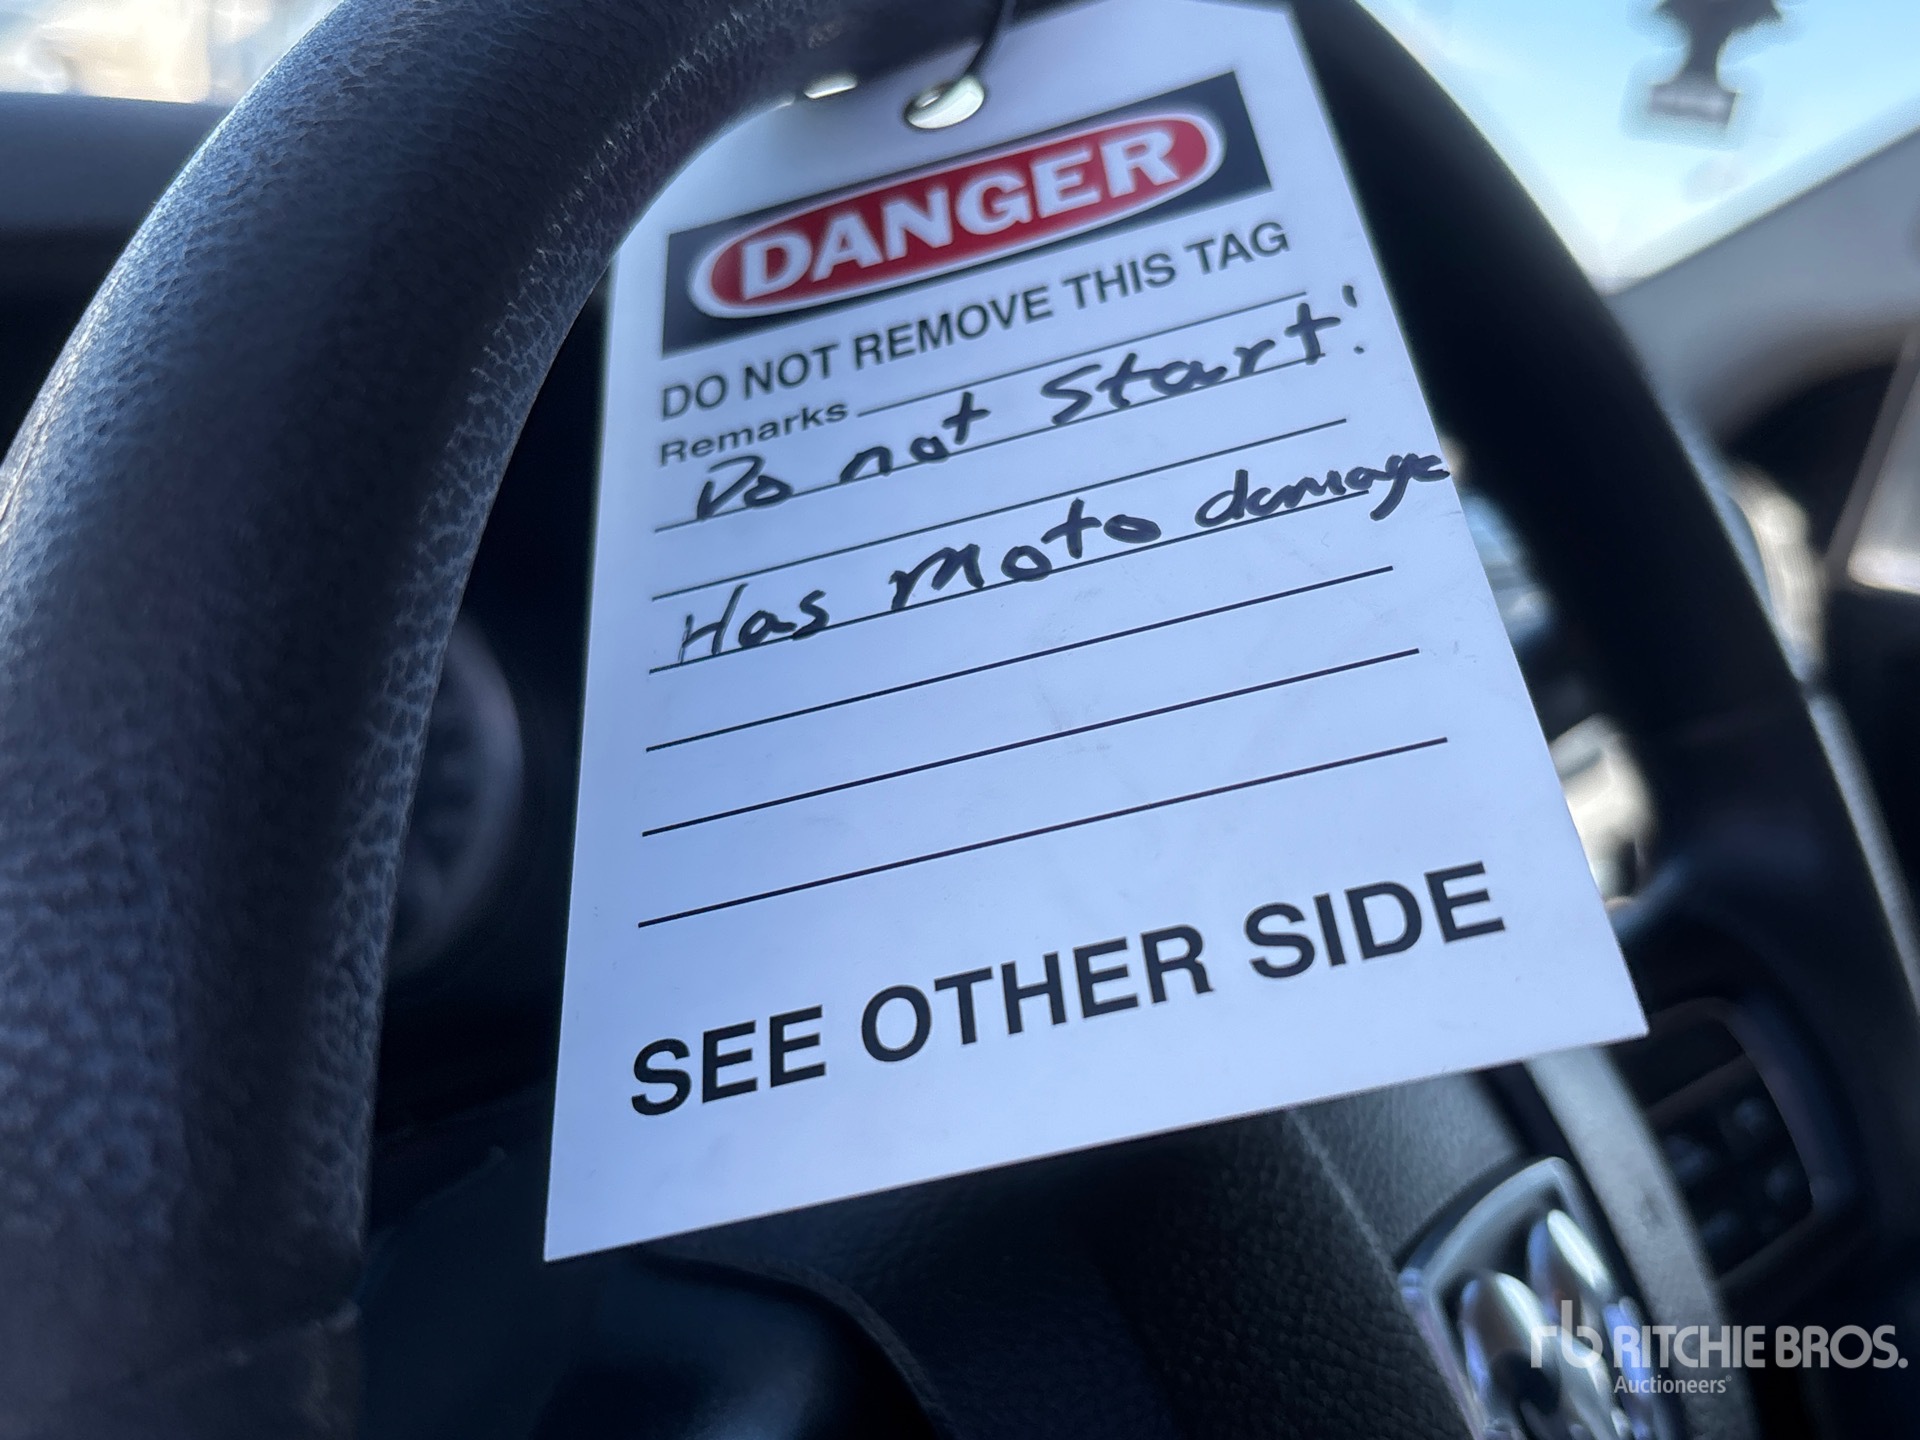 DANGER
DO NOT REMOVE THIS TAG
Remarks
Do not Start!
Has moto damage
SEE OTHER SIDE
rb RITCHIE BROS.
Auctioneers